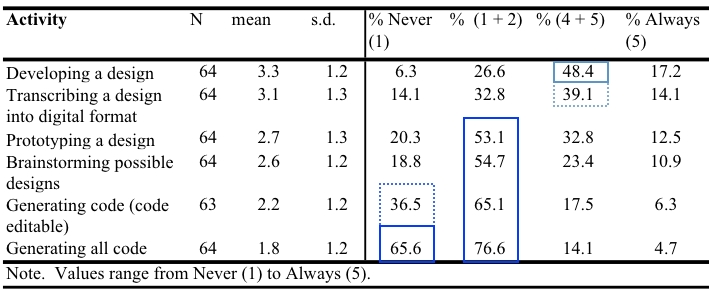 Activity N mean s.d. % Never % (1 + 2) % (4 + 5) % Always
(1) (5)
Developing a design 64 3.3 1.2 6.3 26.6 48.4 17.2
Transcribing a design 64 3.1 1.3 14.1 32.8 39.1 14.1
into digital format
Prototyping a design 64 2.7 1.3 20.3 53.1 32.8 12.5
Brainstorming possible 64 2.6 1.2 18.8 54.7 23.4 10.9
designs
Generating code (code 63 2.2 1.2 36.5 65.1 17.5 6.3
editable)
Generating all code 64 1.8 1.2 65.6 76.6 14.1 4.7
Note. Values range from Never (1) to Always (5).